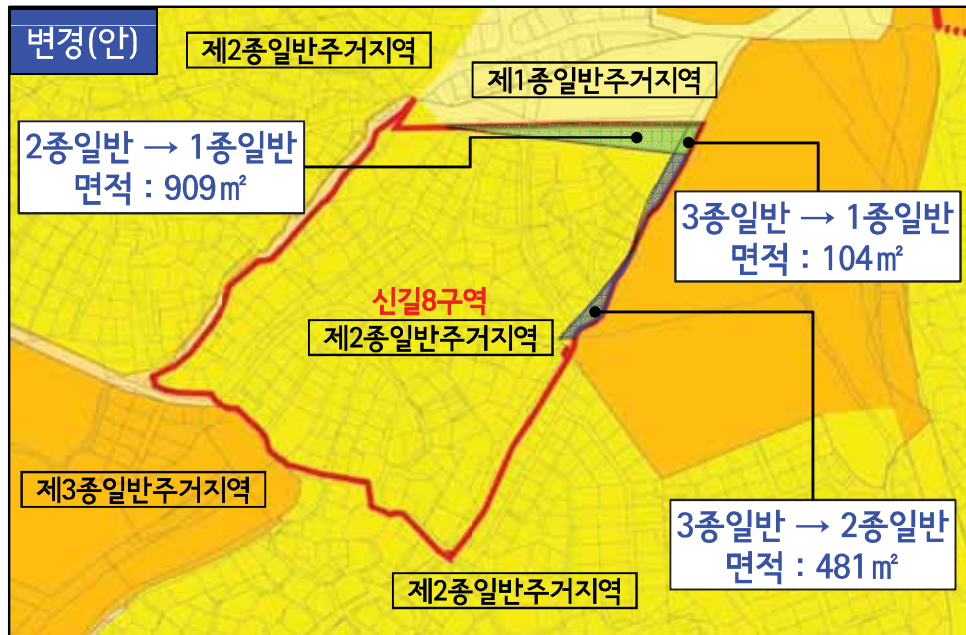 변경(안)
제2종일반주거지역
제1종일반주거지역
2종일반 → 1종일반
면적 : 909㎡
3종일반 → 1종일반
면적 : 104㎡
신길8구역
제2종일반주거지역
제3종일반주거지역
3종일반 → 2종일반
면적 : 481㎡
제2종일반주거지역